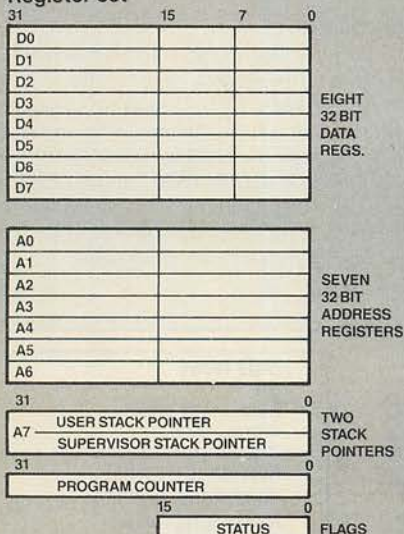 Register set
31 15 7 0
D0
D1
D2
D3
D4
D5
D6
D7
EIGHT
32 BIT
DATA
REGS.
A0
A1
A2
A3
A4
A5
A6
SEVEN
32 BIT
ADDRESS
REGISTERS
31 0
A7
USER STACK POINTER
SUPERVISOR STACK POINTER
TWO
STACK
POINTERS
31 0
PROGRAM COUNTER
15 0
STATUS
FLAGS